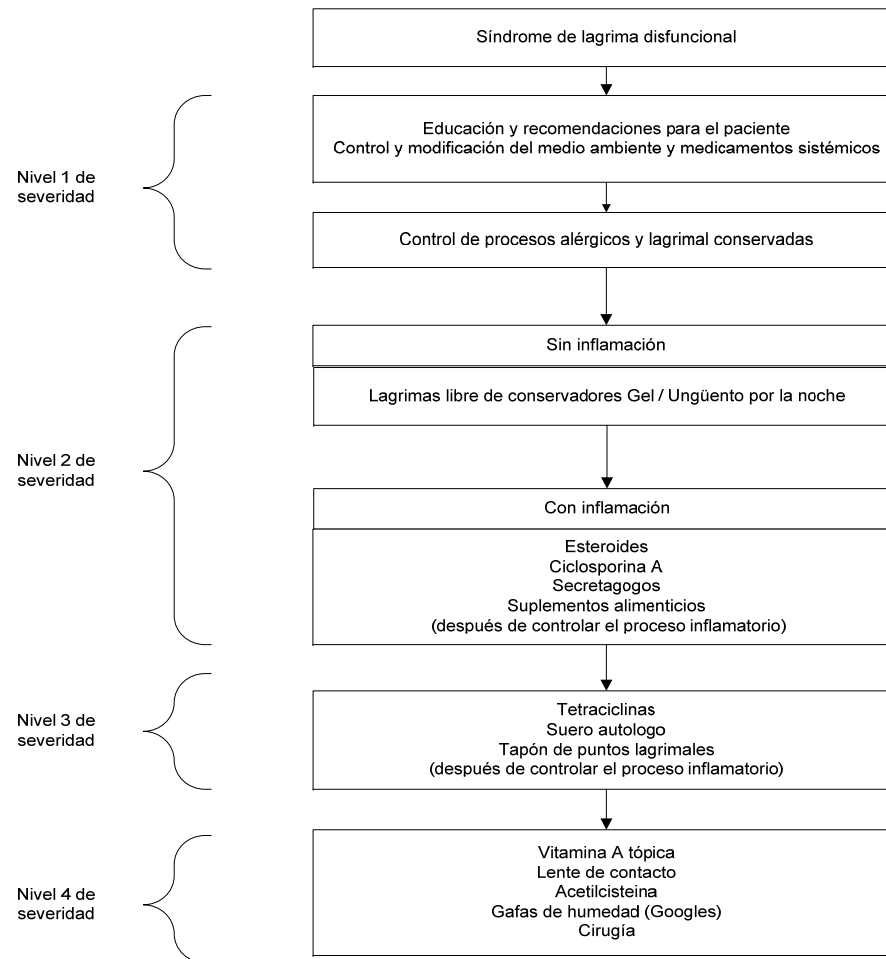 Síndrome de lagrima disfuncional
Nivel 1 de
severidad
Educación y recomendaciones para el paciente
Control y modificación del medio ambiente y medicamentos sistémicos
Control de procesos alérgicos y lagrimal conservadas
Nivel 2 de
severidad
Sin inflamación
Lagrimas libre de conservadores Gel / Ungüento por la noche
Con inflamación
Esteroides
Ciclosporina A
Secretagogos
Suplementos alimenticios
(después de controlar el proceso inflamatorio)
Nivel 3 de
severidad
Tetraciclinas
Suero autologo
Tapón de puntos lagrimales
(después de controlar el proceso inflamatorio)
Nivel 4 de
severidad
Vitamina A tópica
Lente de contacto
Acetilcisteina
Gafas de humedad (Googles)
Cirugía